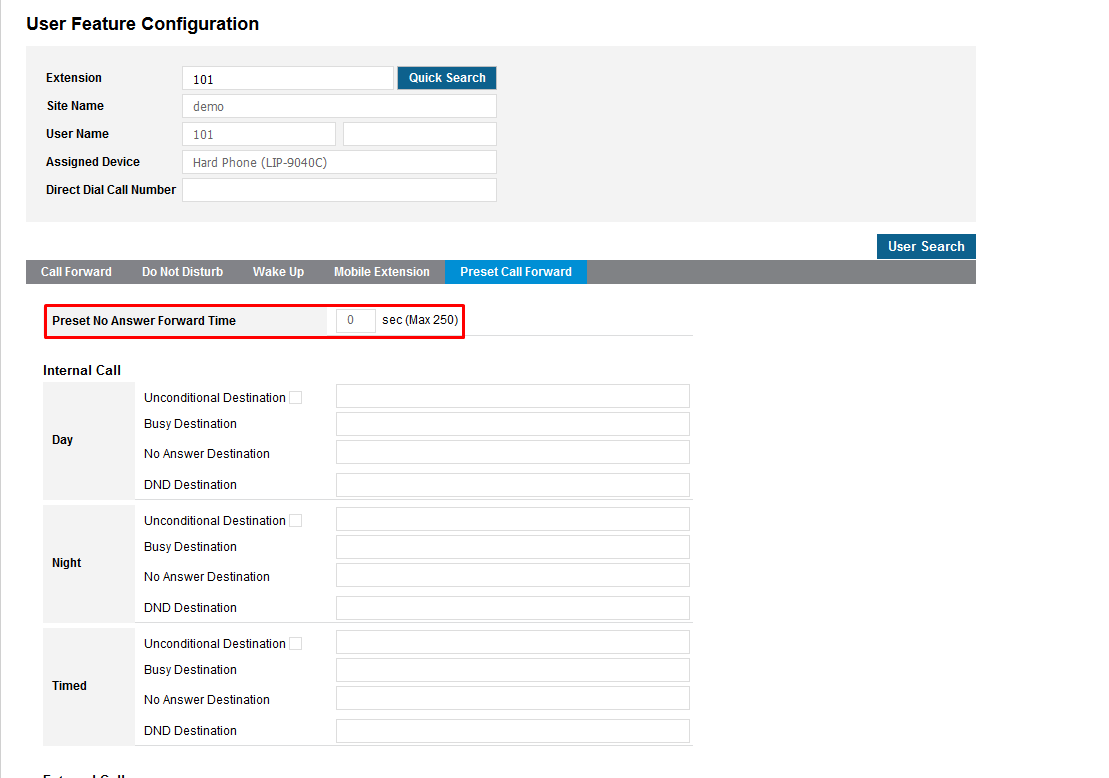 User Feature Configuration
Extension 101 Quick Search
Site Name demo
User Name 101
Assigned Device Hard Phone (LIP-9040C)
Direct Dial Call Number
User Search
Call Forward Do Not Disturb Wake Up Mobile Extension Preset Call Forward
Preset No Answer Forward Time 0 sec (Max 250)
Internal Call
Day
Unconditional Destination
Busy Destination
No Answer Destination
DND Destination
Night
Unconditional Destination
Busy Destination
No Answer Destination
DND Destination
Timed
Unconditional Destination
Busy Destination
No Answer Destination
DND Destination